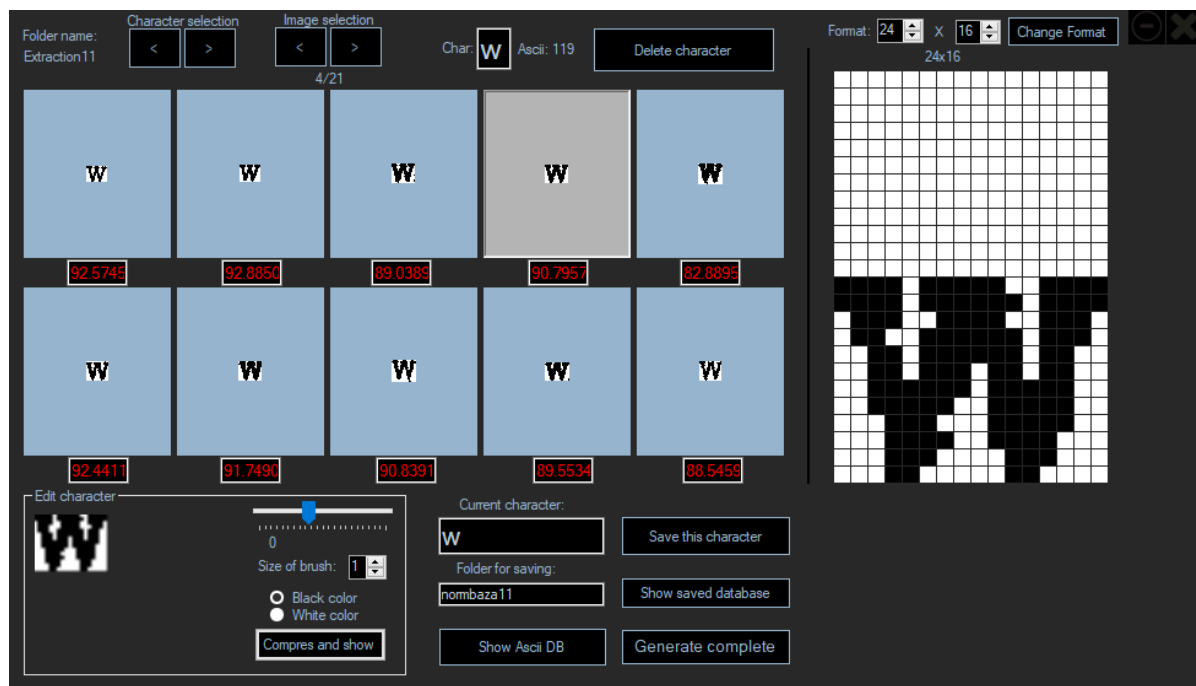 Folder name:
Extraction11
Character selection
< >
Image selection
< >
4/21
Char: w Ascii: 119
Delete character
Format: 24 X 16 Change Format
24x16
w w w w w
92.5745 92.8850 89.0389 90.7957 82.8895
w w w w w
92.4411 91.7490 90.8391 89.5534 88.5459
Edit character
w
0
Size of brush: 1
Black color
White color
Compres and show
Current character:
w
Folder for saving:
nombaza11
Show Ascii DB
Save this character
Show saved database
Generate complete